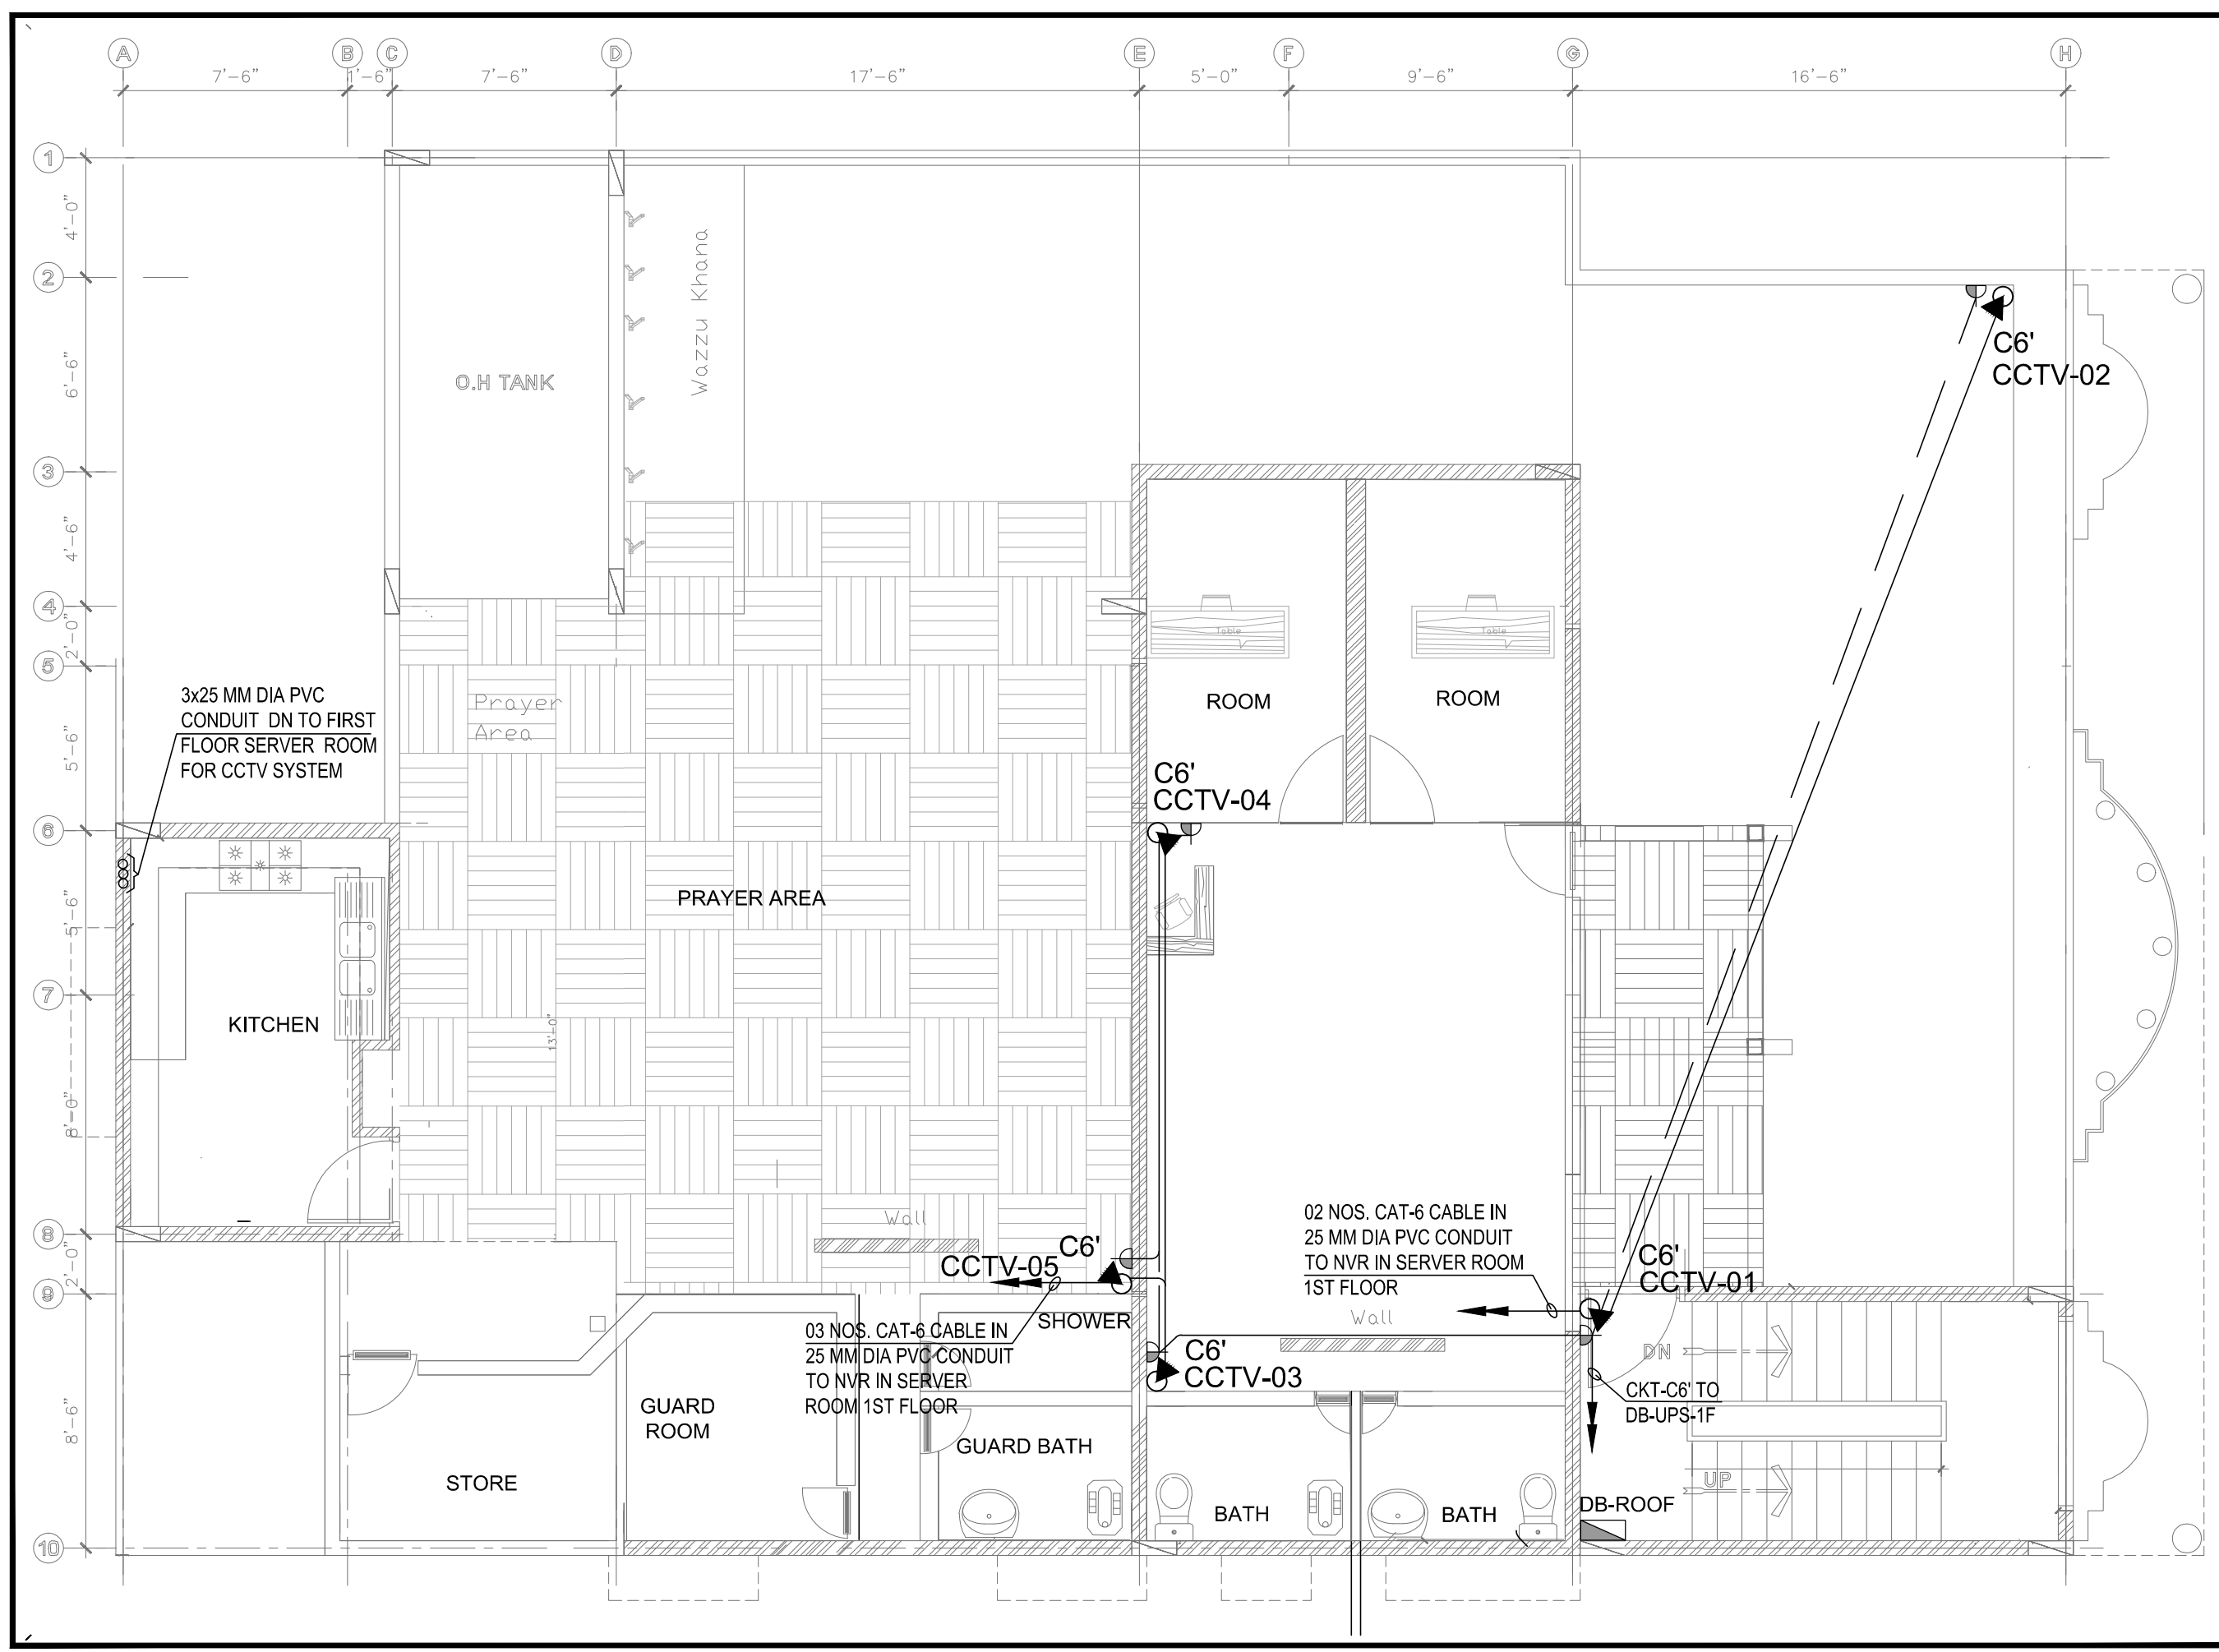 A B C D E F G H
7'-6" 1'-6" 7'-6" 17'-6" 5'-0" 9'-6" 16'-6"
1
4'-0"
2
6'-6"
3
4'-6"
4
2'-0"
5
5'-6"
6
5'-6"
7
8'-0"
8
2'-0"
9
8'-6"
10
O.H TANK
Wazzu Khana
C6'
CCTV-02
Table
Table
ROOM
ROOM
3x25 MM DIA PVC
CONDUIT DN TO FIRST
FLOOR SERVER ROOM
FOR CCTV SYSTEM
Prayer
Area
C6'
CCTV-04
PRAYER AREA
KITCHEN
13'-0"
Wall
C6'
CCTV-05
02 NOS. CAT-6 CABLE IN
25 MM DIA PVC CONDUIT
TO NVR IN SERVER ROOM
1ST FLOOR
Wall
C6'
CCTV-01
SHOWER
03 NOS. CAT-6 CABLE IN
25 MM DIA PVC CONDUIT
TO NVR IN SERVER
ROOM 1ST FLOOR
C6'
CCTV-03
DN
CKT-C6' TO
DB-UPS-1F
GUARD
ROOM
GUARD BATH
STORE
BATH
BATH
DB-ROOF
UP